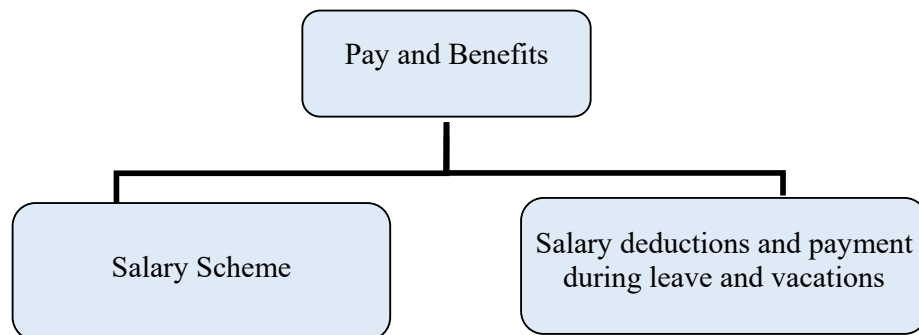 Pay and Benefits
Salary Scheme
Salary deductions and payment
during leave and vacations